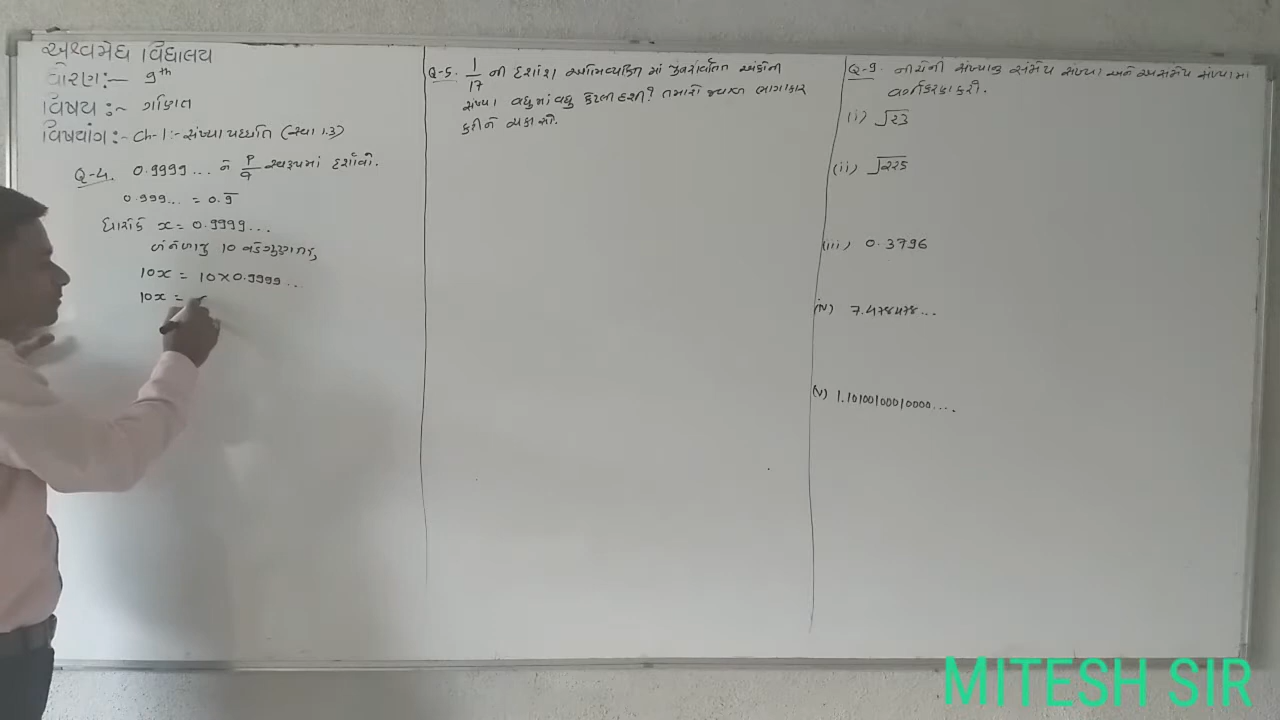 અશ્વમેધ વિદ્યાલય
ધોરણ:- 9th
વિષય:- ગણિત
વિષયાંગ:- Ch-1:- સંખ્યા પદ્ધતિ (સ્વા 1.3)
Q-4. 0.9999... ને P/q સ્વરૂપમાં દર્શાવો.
0.999... = 0.9̅
ધારોકે x = 0.9999...
બંને બાજુ 10 વડે ગુણતાં,
10x = 10×0.9999...
10x =
Q-5. 1/17 ની દશાંશ અભિવ્યક્તિ માં પુનરાવર્તિત અંકોની
સંખ્યા વધુમાં વધુ કેટલી હશે? તમારો જવાબ ભાગાકાર
કરીને ચકાસો.
Q-9. નીચેની સંખ્યાનુ સંમેય સંખ્યા અને અસંમેય સંખ્યામા
વર્ગીકરણ કરો.
(i) √23
(ii) √225
(iii) 0.3796
(iv) 7.478478...
(v) 1.10100100010000....
MITESH SIR